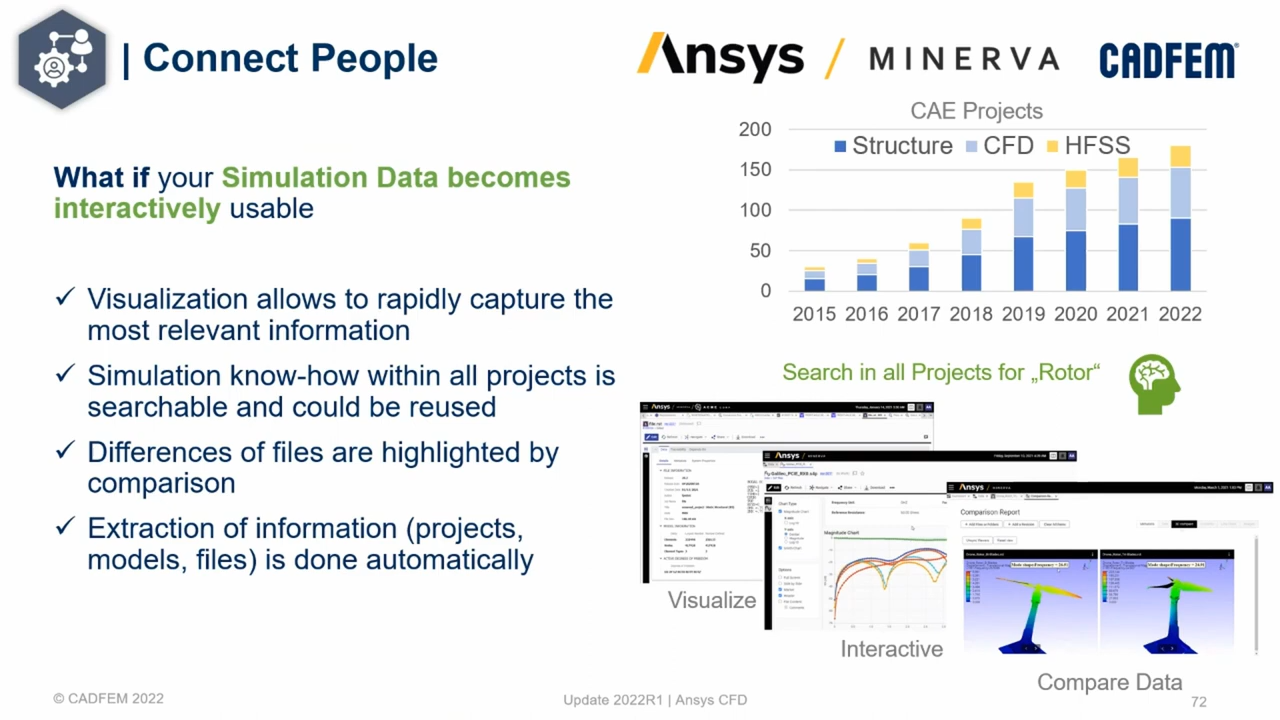 | Connect People
Ansys / MINERVA
CADFEM®
What if your Simulation Data becomes
interactively usable
✓ Visualization allows to rapidly capture the
most relevant information
✓ Simulation know-how within all projects is
searchable and could be reused
✓ Differences of files are highlighted by
comparison
✓ Extraction of information (projects,
models, files) is done automatically
CAE Projects
Structure CFD HFSS
200
150
100
50
0
2015 2016 2017 2018 2019 2020 2021 2022
Search in all Projects for „Rotor“
Ansys
Visualize
Ansys
Magnitude Chart
Interactive
Ansys
Comparison Report
Compare Data
© CADFEM 2022
Update 2022R1 | Ansys CFD
72